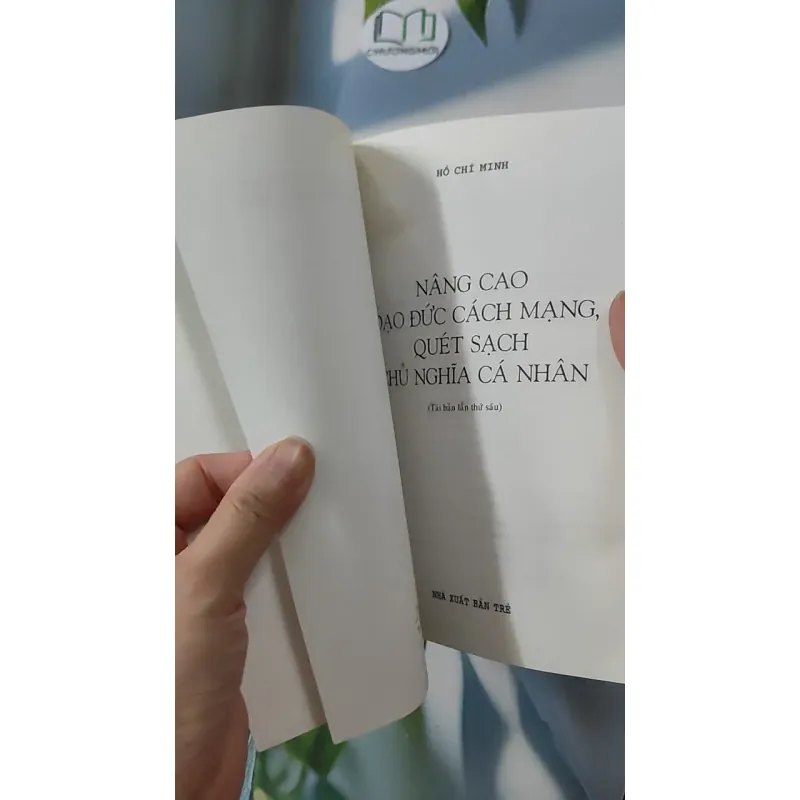 CHUONGMOI
HỒ CHÍ MINH
NÂNG CAO
ĐẠO ĐỨC CÁCH MẠNG,
QUÉT SẠCH
CHỦ NGHĨA CÁ NHÂN
(Tái bản lần thứ sáu)
NHÀ XUẤT BẢN TRẺ